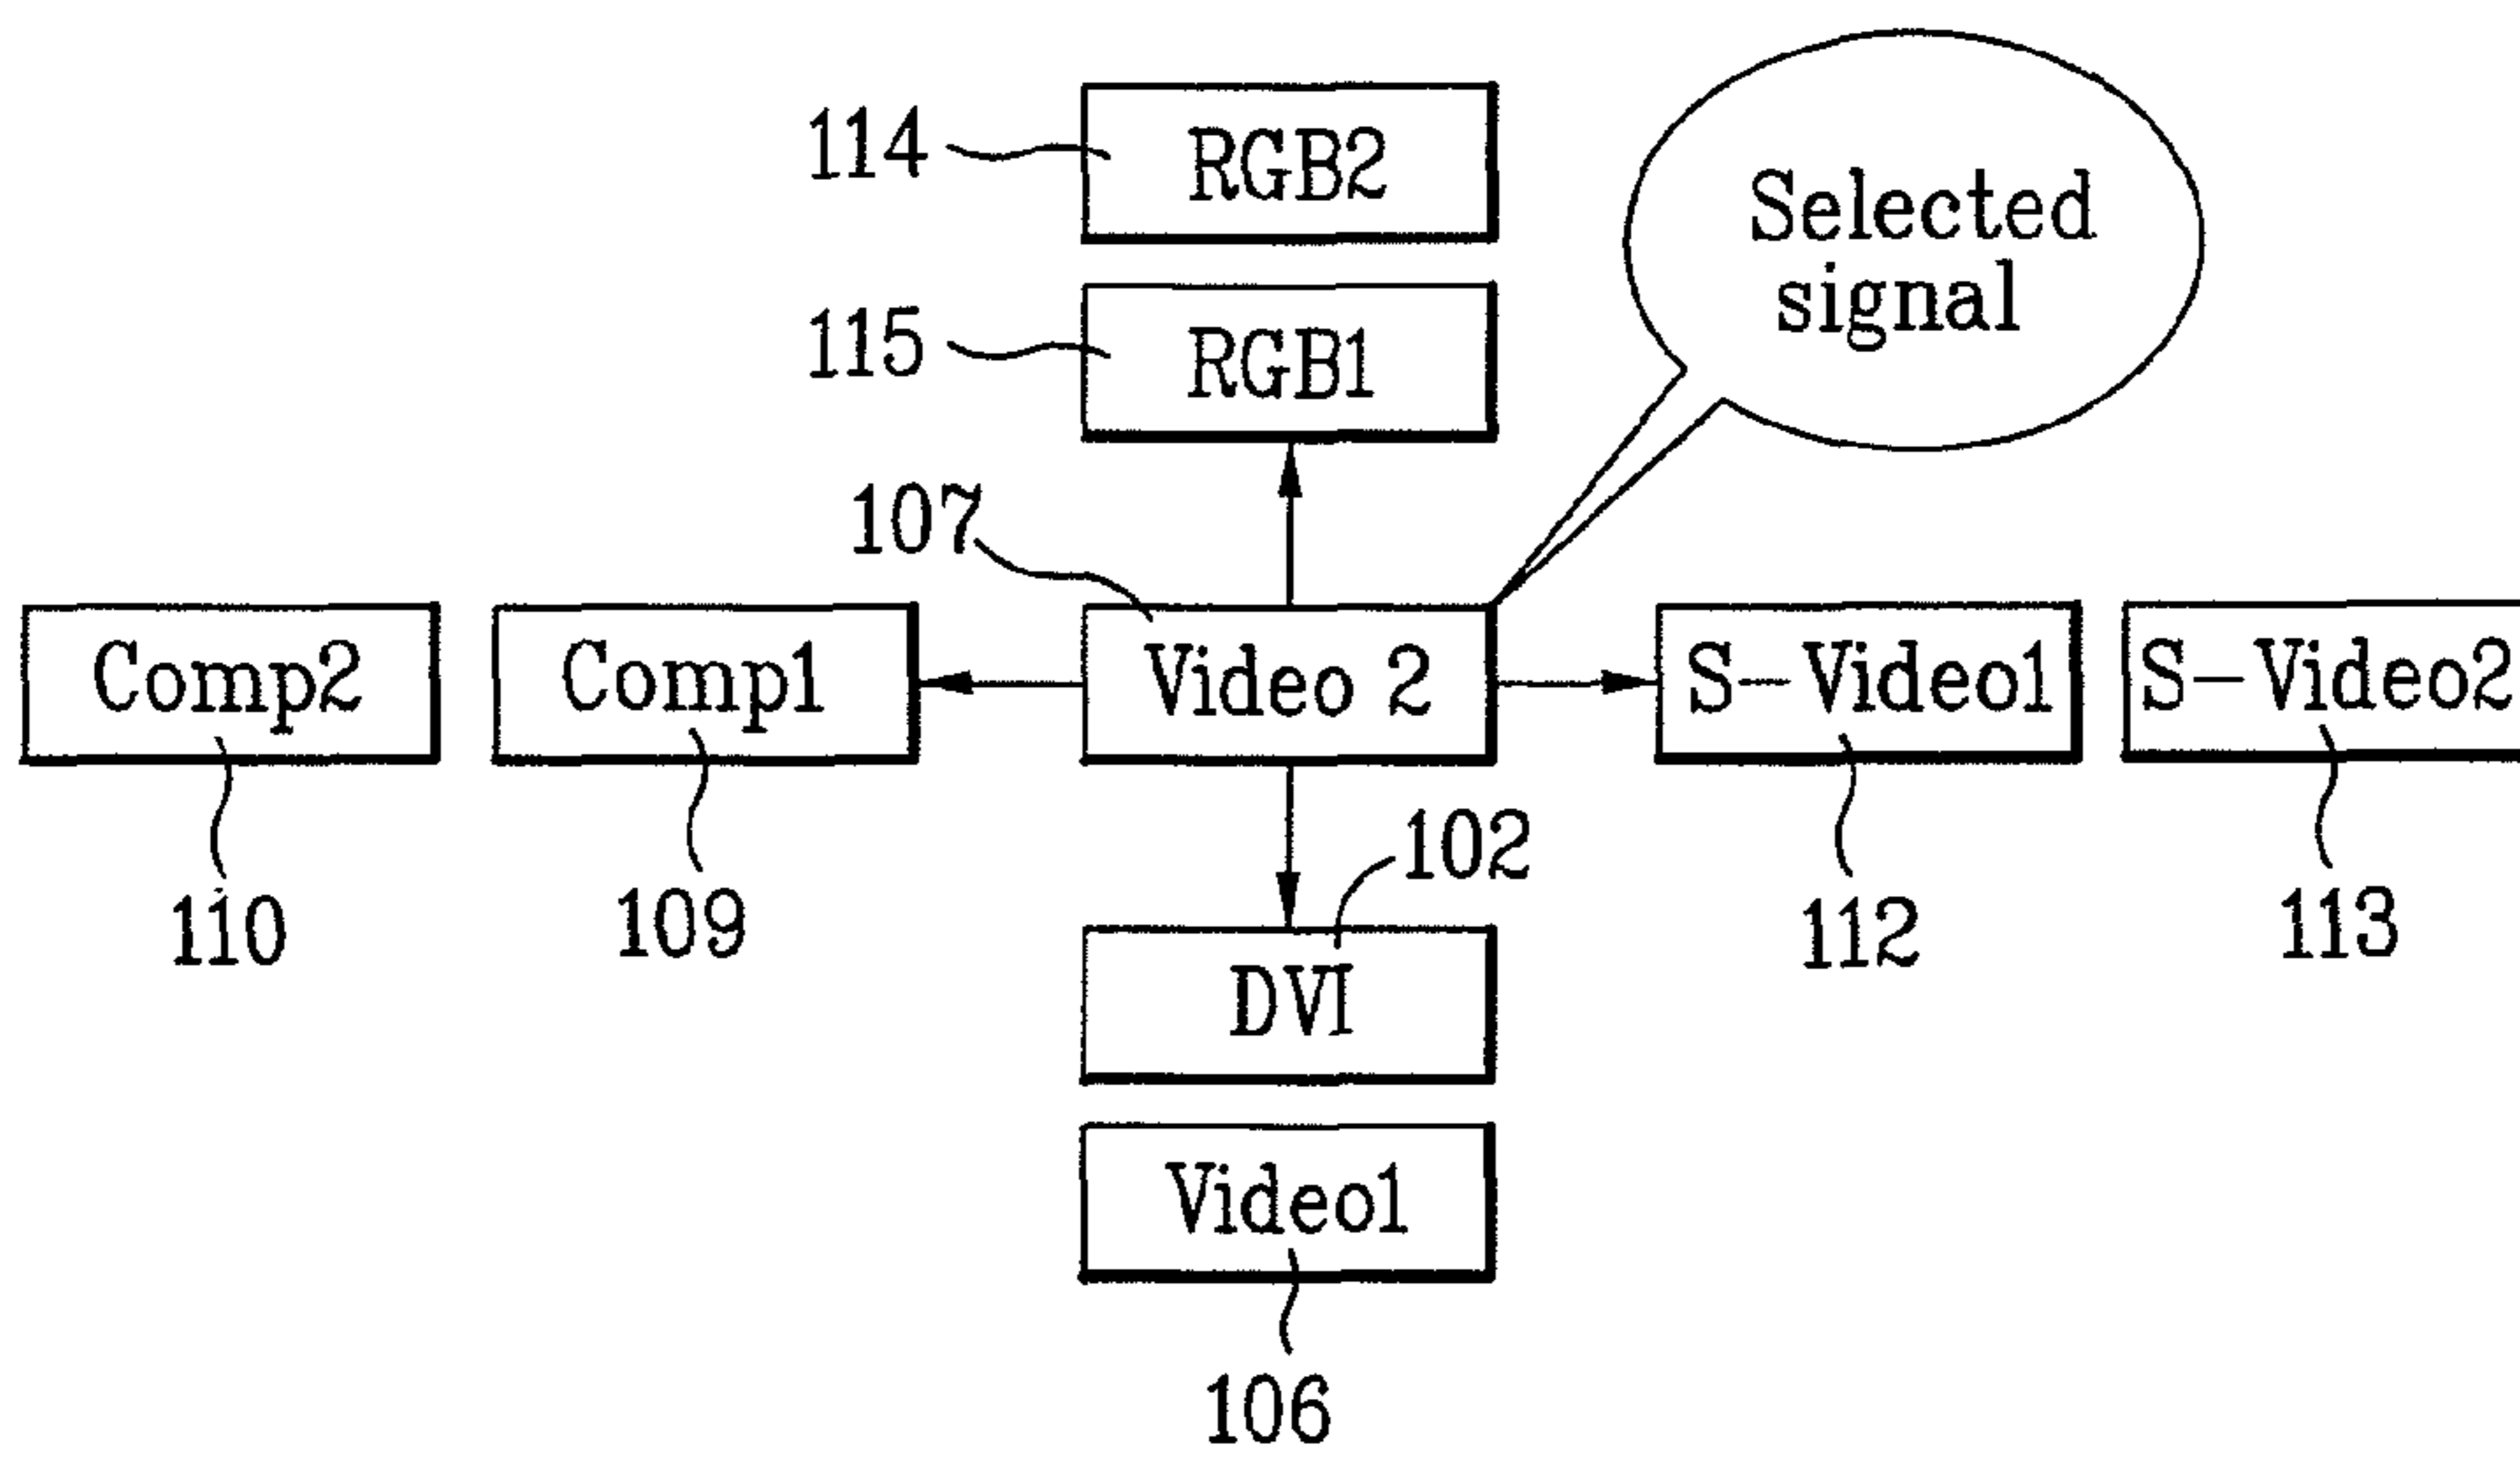 114
RGB2
Selected
signal
115
RGB1
107
Comp2
Comp1
Video 2
S-Video1
S-Video2
102
110
109
112
113
DVI
Video1
106